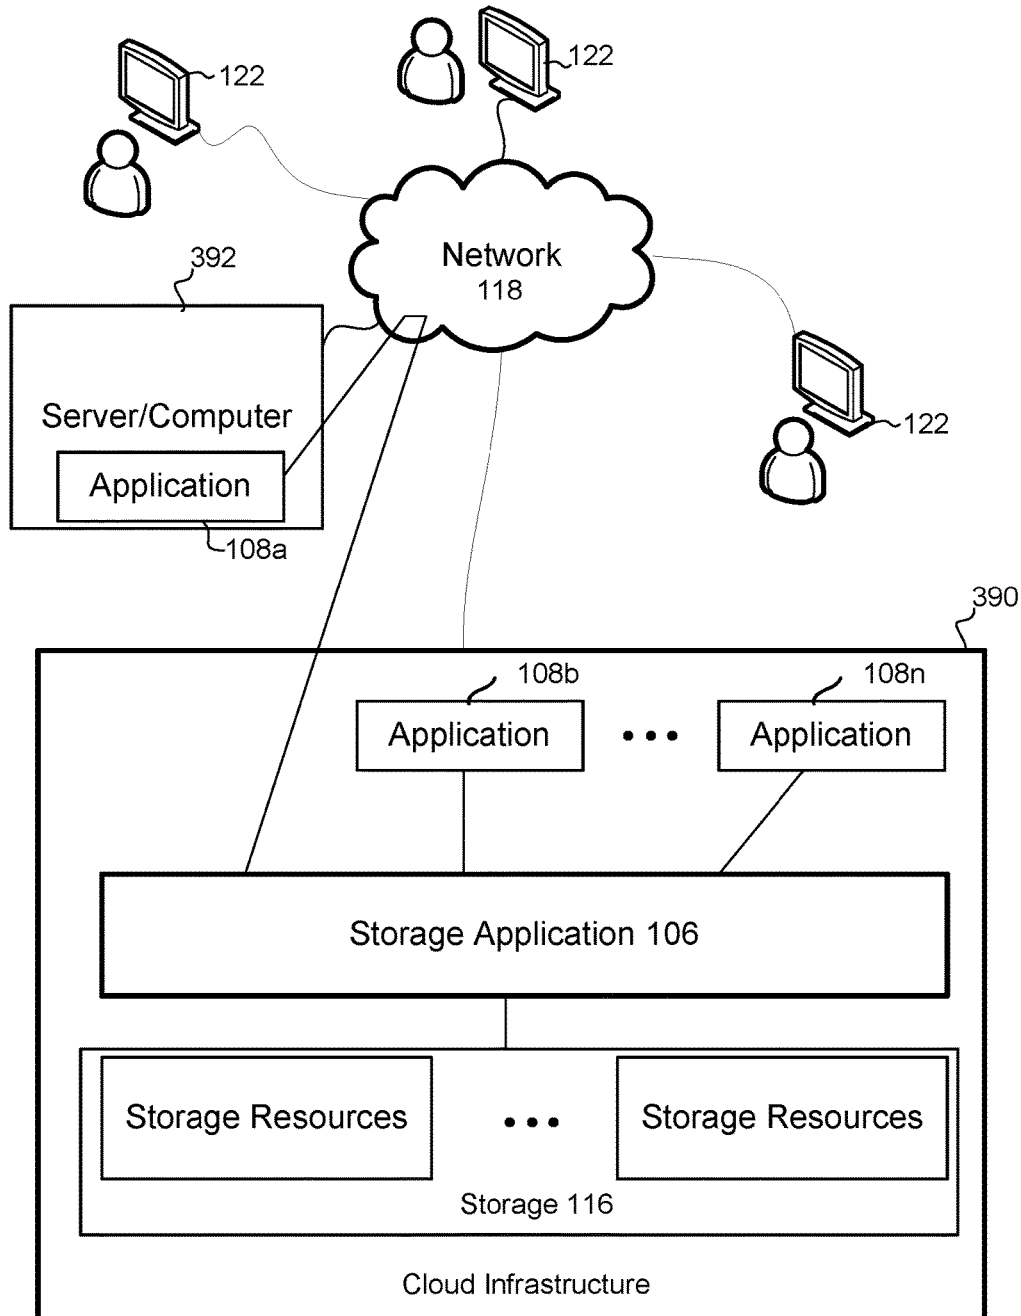 122
122
Network
118
392
Server/Computer
122
Application
108a
390
108b
108n
Application
Application
Storage Application 106
Storage Resources
Storage Resources
Storage 116
Cloud Infrastructure